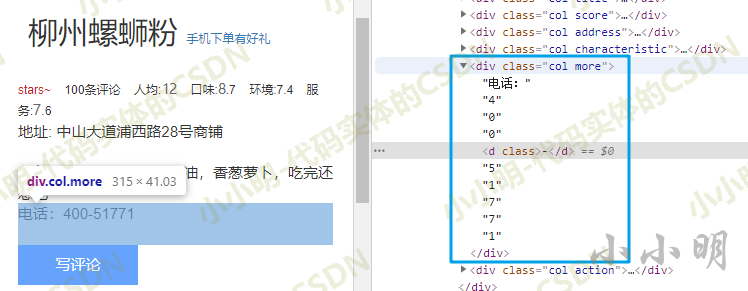 柳州螺蛳粉 手机下单有好礼
stars~ 100条评论 人均:12 口味:8.7 环境:7.4 服
务:7.6
地址: 中山大道浦西路28号商铺
油，香葱萝卜，吃完还
div.col.more 315 × 41.03
电话：400-51771
写评论
<div class="col score">…</div>
<div class="col address">…</div>
<div class="col characteristic">…</div>
<div class="col more">
"电话："
"4"
"0"
"0"
<d class>-</d> == $0
"5"
"1"
"7"
"7"
"1"
</div>
<div class="col action">…</div>
</div>
小小明
小小明-代码实体的CSDN